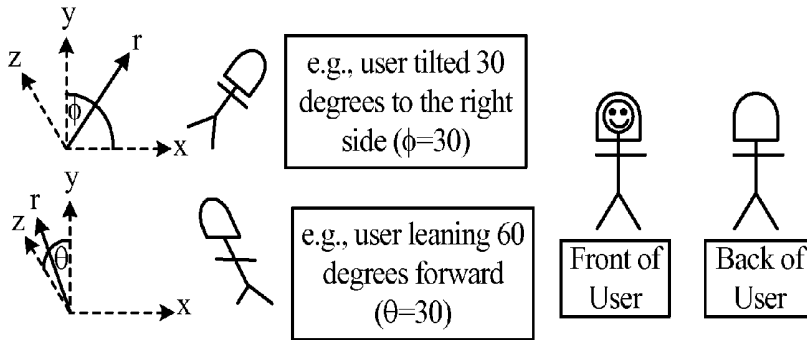 y
r
z
ϕ
x
e.g., user tilted 30
degrees to the right
side (ϕ=30)
y
r
z
θ
x
e.g., user leaning 60
degrees forward
(θ=30)
Front of
User
Back of
User